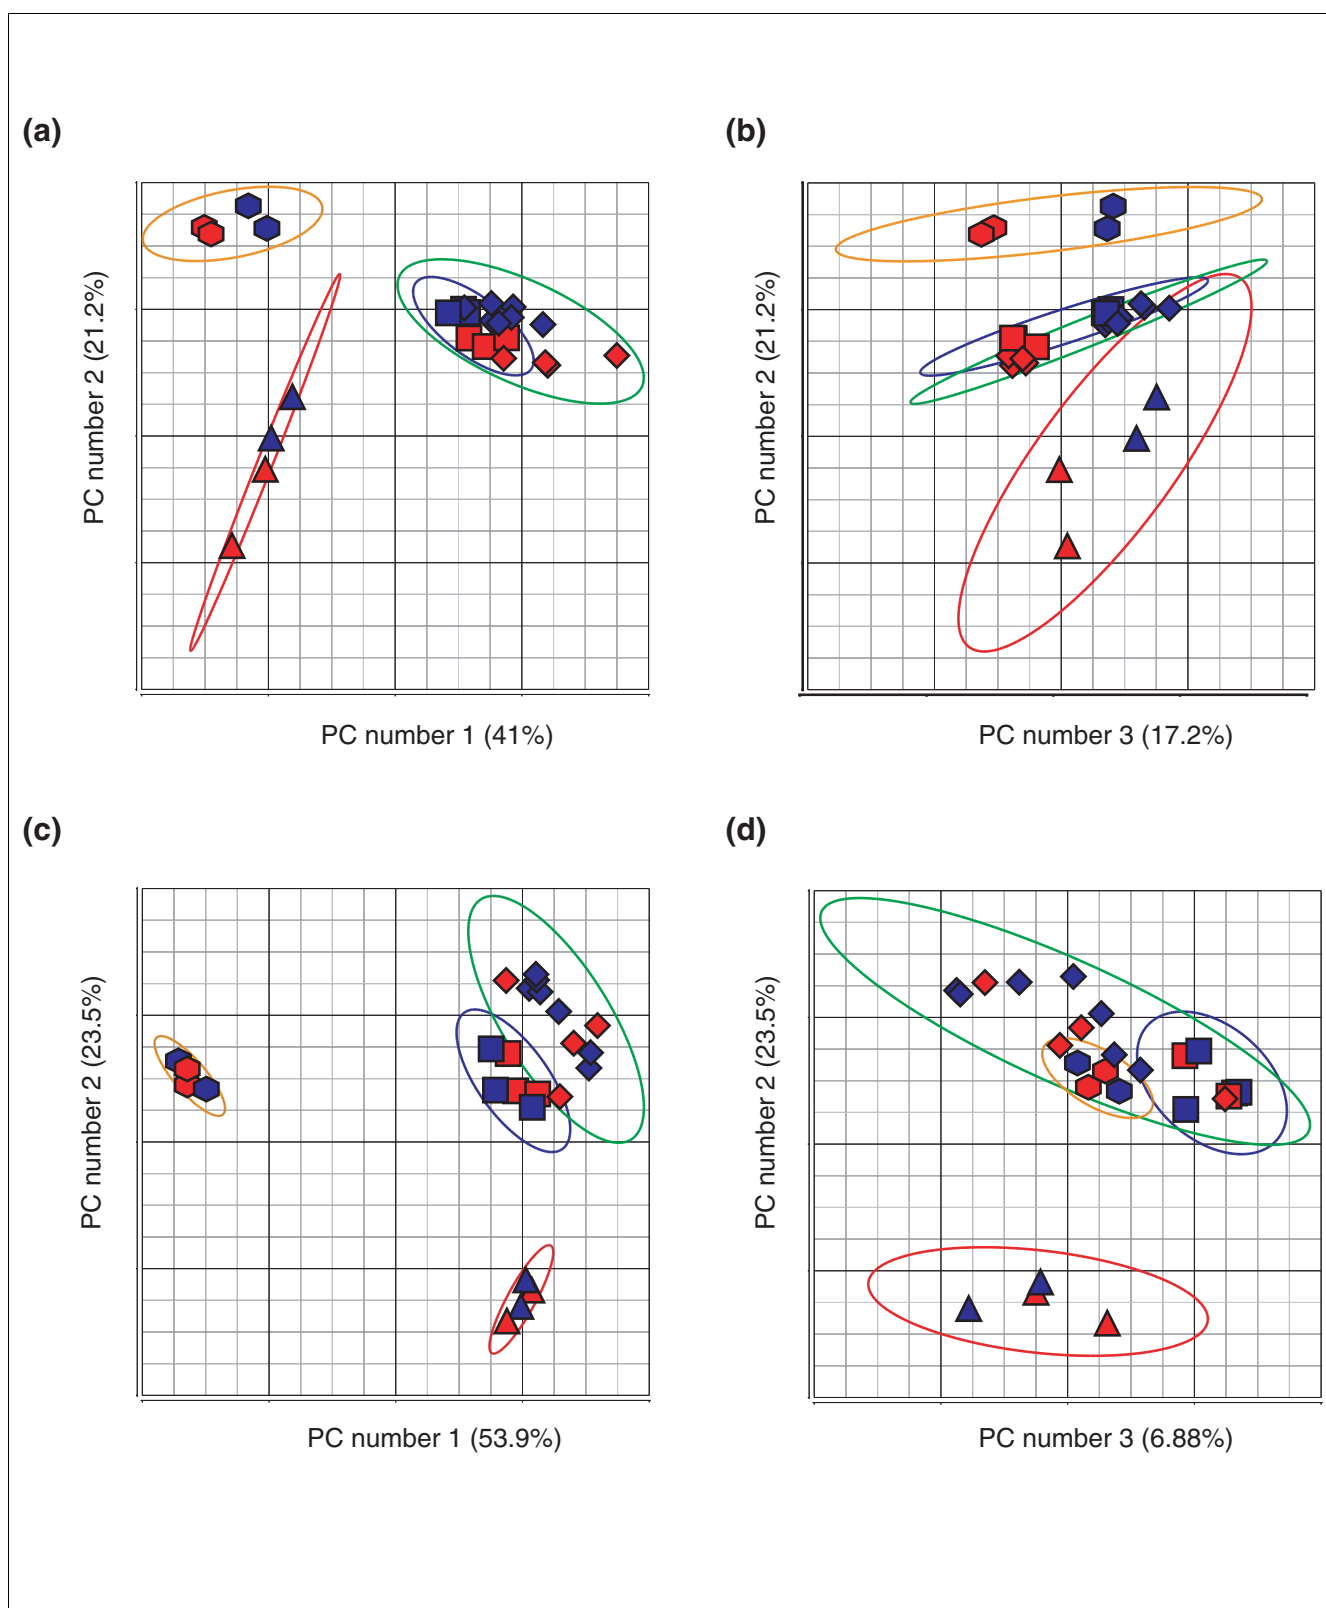 (a)
(b)
PC number 2 (21.2%)
PC number 2 (21.2%)
PC number 1 (41%)
PC number 3 (17.2%)
(c)
(d)
PC number 2 (23.5%)
PC number 2 (23.5%)
PC number 1 (53.9%)
PC number 3 (6.88%)